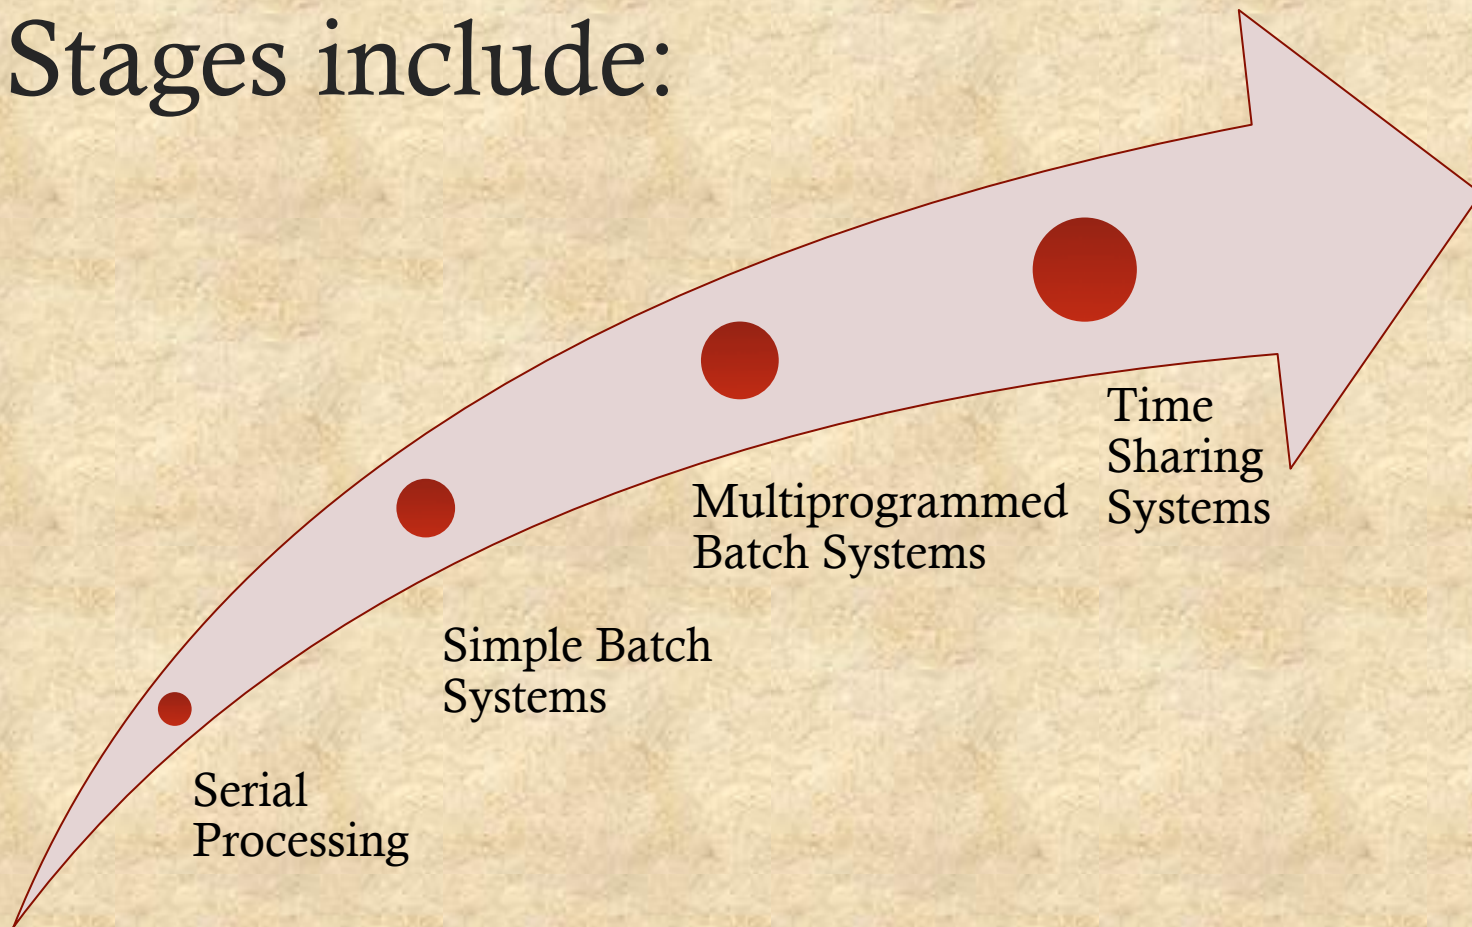 Stages include:
Serial
Processing
Simple Batch
Systems
Multiprogrammed
Batch Systems
Time
Sharing
Systems